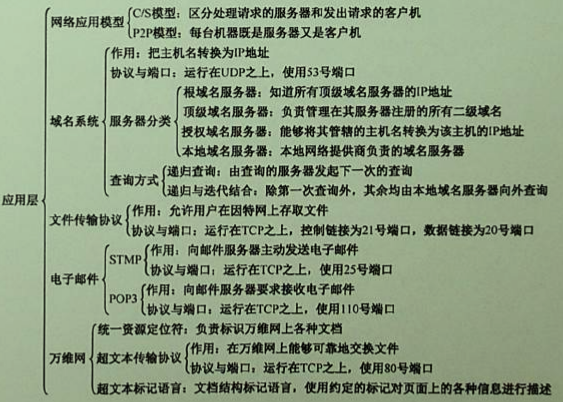 应用层
网络应用模型
C/S模型：区分处理请求的服务器和发出请求的客户机
P2P模型：每台机器既是服务器又是客户机
域名系统
作用：把主机名转换为IP地址
协议与端口：运行在UDP之上，使用53号端口
服务器分类
根域名服务器：知道所有顶级域名服务器的IP地址
顶级域名服务器：负责管理在其服务器注册的所有二级域名
授权域名服务器：能够将其管辖的主机名转换为该主机的IP地址
本地域名服务器：本地网络提供商负责的域名服务器
查询方式
递归查询：由查询的服务器发起下一次的查询
递归与迭代结合：除第一次查询外，其余均由本地域名服务器向外查询
文件传输协议
作用：允许用户在因特网上存取文件
协议与端口：运行在TCP之上，控制链接为21号端口，数据链接为20号端口
电子邮件
STMP
作用：向邮件服务器主动发送电子邮件
协议与端口：运行在TCP之上，使用25号端口
POP3
作用：向邮件服务器要求接收电子邮件
协议与端口：运行在TCP之上，使用110号端口
万维网
统一资源定位符：负责标识万维网上各种文档
超文本传输协议
作用：在万维网上能够可靠地交换文件
协议与端口：运行在TCP之上，使用80号端口
超文本标记语言：文档结构标记语言，使用约定的标记对页面上的各种信息进行描述